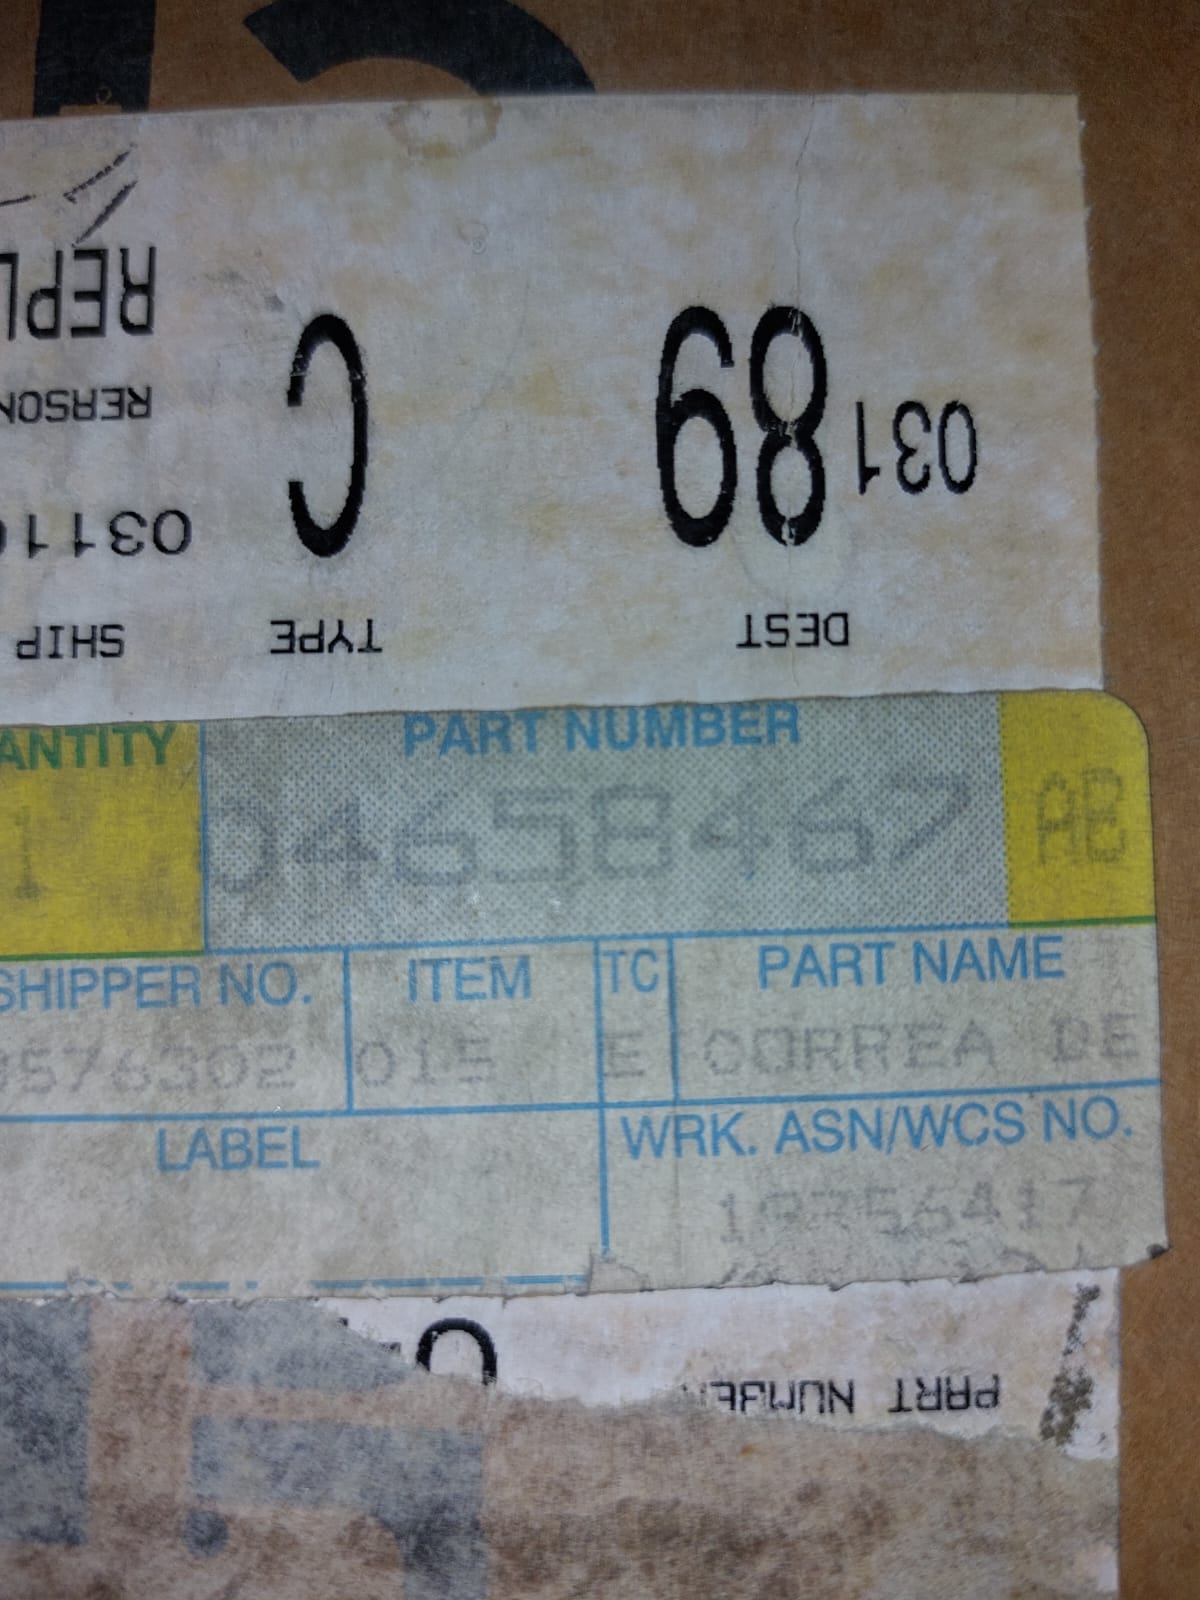 DEST
TYPE
SHIP
031 89
C
0311
REASON
REPL
ANTITY
PART NUMBER
1
04658467
AB
SHIPPER NO.
ITEM
TC
PART NAME
576302
015
E
CORREA DE
LABEL
WRK. ASN/WCS NO.
PART NUMBE